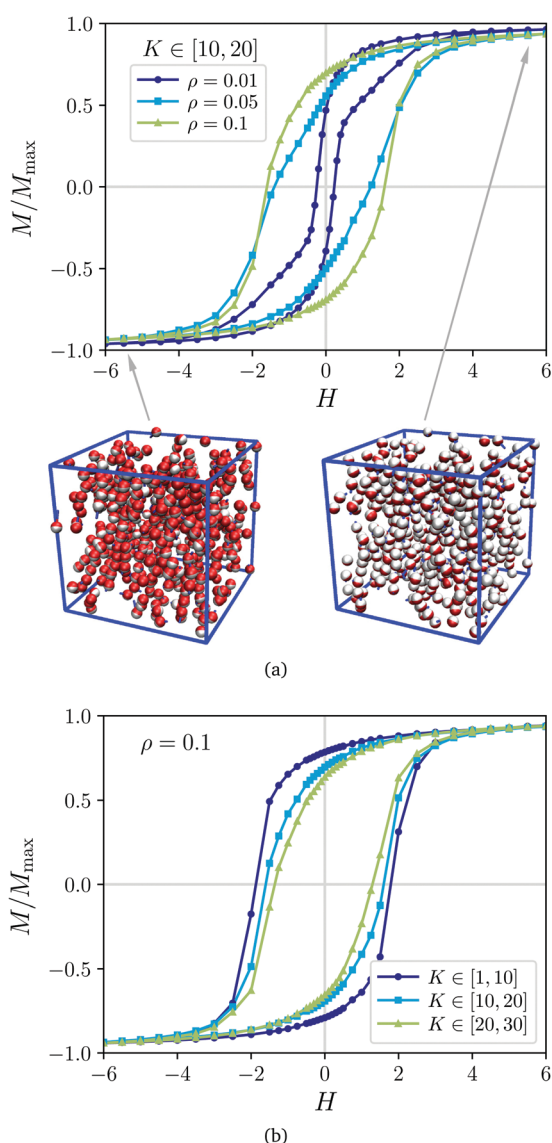 1.0
K ∈ [10, 20]
ρ = 0.01
ρ = 0.05
ρ = 0.1
0.5
0.0
−0.5
−1.0
M/Mmax
−6 −4 −2 0 2 4 6
H
(a)
1.0
ρ = 0.1
0.5
0.0
−0.5
−1.0
M/Mmax
K ∈ [1, 10]
K ∈ [10, 20]
K ∈ [20, 30]
−6 −4 −2 0 2 4 6
H
(b)